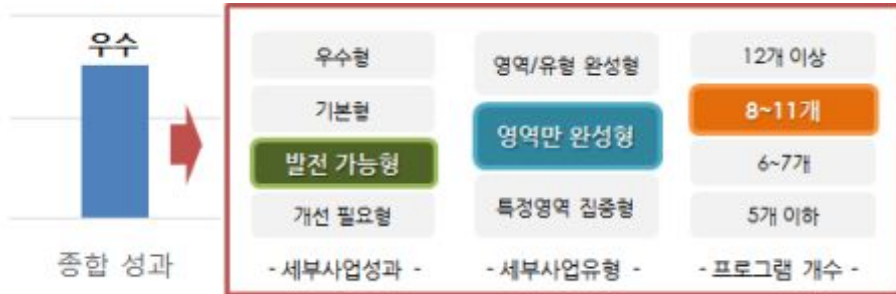 우수
종합 성과
우수형
기본형
발전 가능형
개선 필요형
- 세부사업성과 -
영역/유형 완성형
영역만 완성형
특정영역 집중형
- 세부사업유형 -
12개 이상
8~11개
6~7개
5개 이하
- 프로그램 개수 -